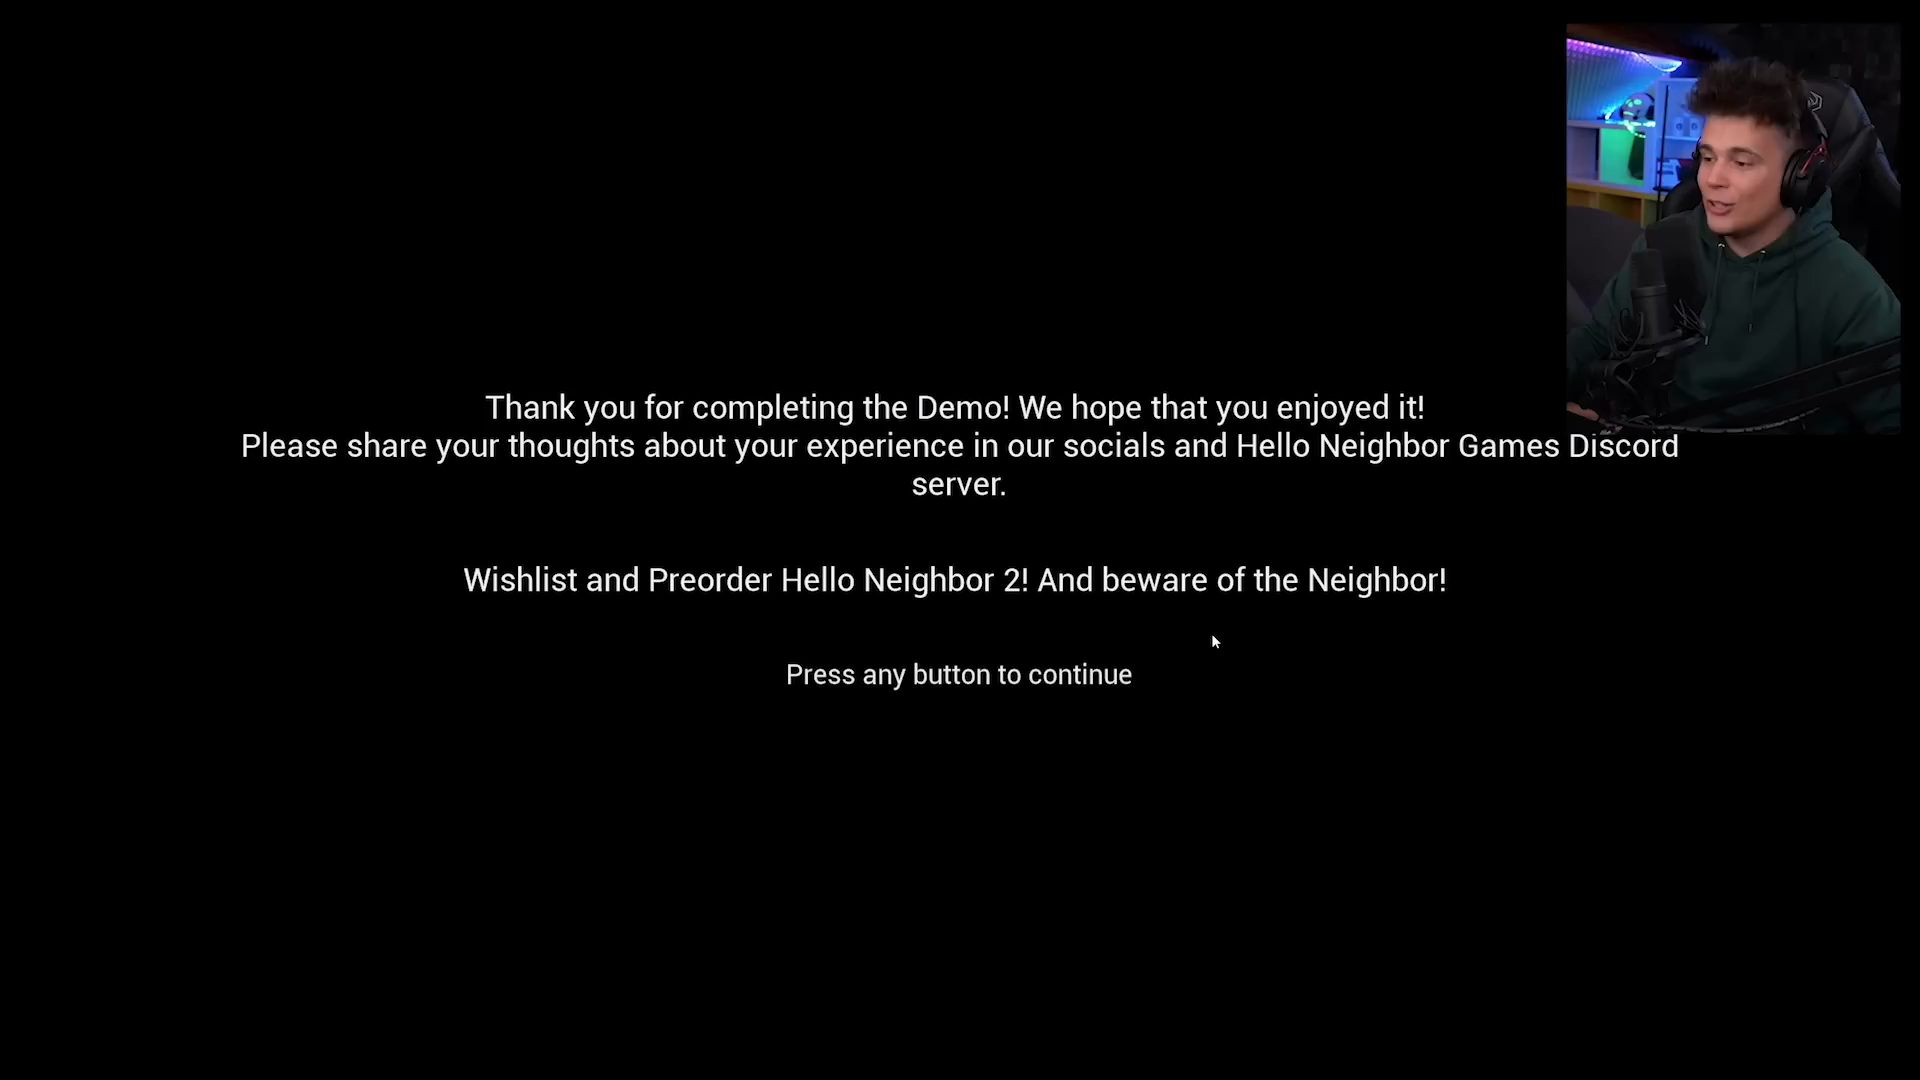 Thank you for completing the Demo! We hope that you enjoyed it!
Please share your thoughts about your experience in our socials and Hello Neighbor Games Discord
server.
Wishlist and Preorder Hello Neighbor 2! And beware of the Neighbor!
Press any button to continue